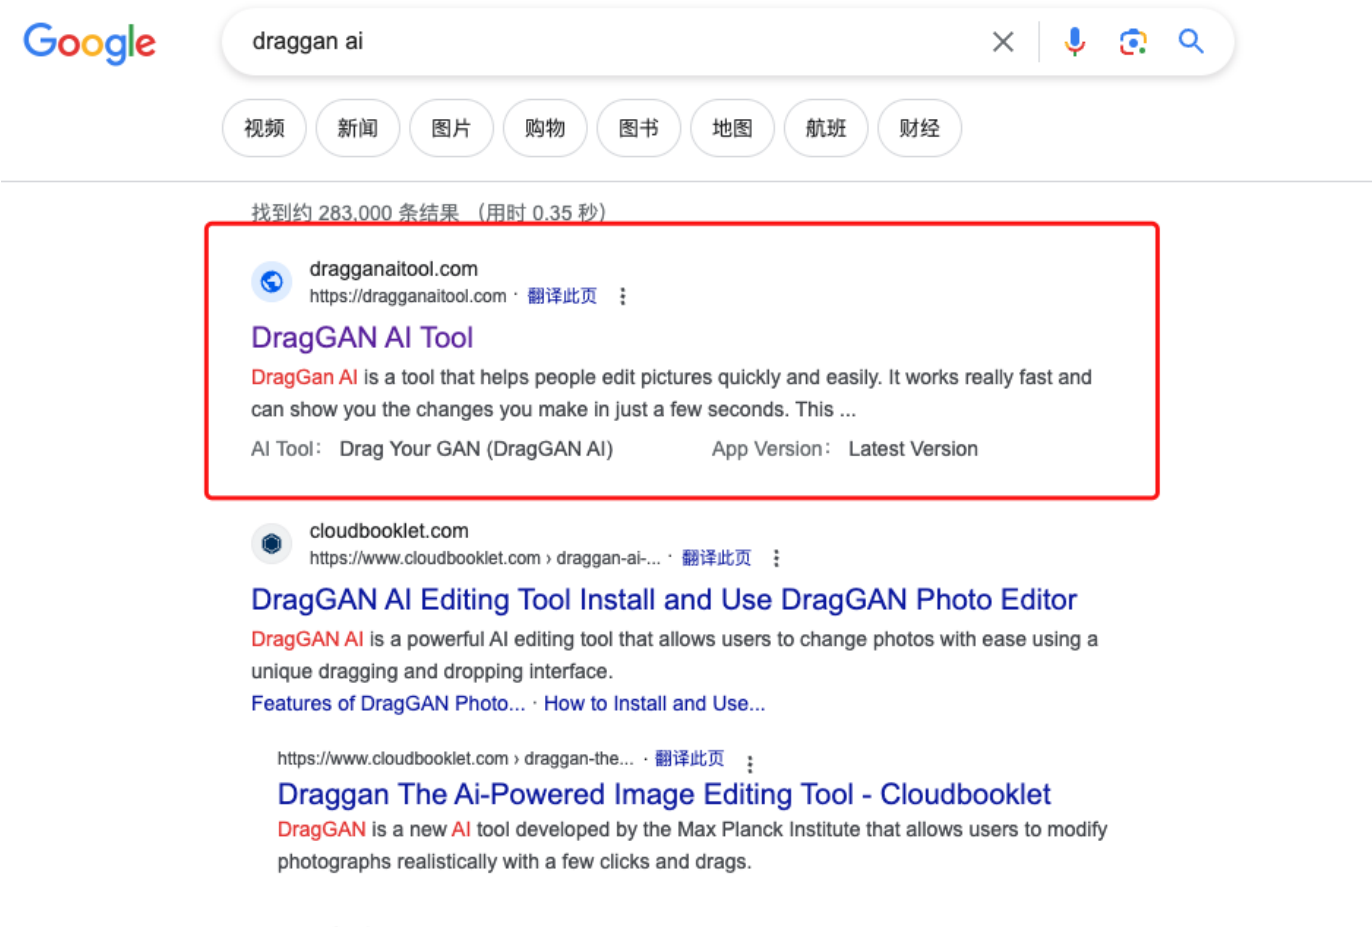 Google
draggan ai
视频 新闻 图片 购物 图书 地图 航班 财经
找到约 283,000 条结果 （用时 0.35 秒）
dragganaitool.com
https://dragganaitool.com · 翻译此页
DragGAN AI Tool
DragGan AI is a tool that helps people edit pictures quickly and easily. It works really fast and
can show you the changes you make in just a few seconds. This ...
AI Tool： Drag Your GAN (DragGAN AI) App Version： Latest Version
cloudbooklet.com
https://www.cloudbooklet.com › draggan-ai-... · 翻译此页
DragGAN AI Editing Tool Install and Use DragGAN Photo Editor
DragGAN AI is a powerful AI editing tool that allows users to change photos with ease using a
unique dragging and dropping interface.
Features of DragGAN Photo... · How to Install and Use...
https://www.cloudbooklet.com › draggan-the... · 翻译此页
Draggan The Ai-Powered Image Editing Tool - Cloudbooklet
DragGAN is a new AI tool developed by the Max Planck Institute that allows users to modify
photographs realistically with a few clicks and drags.